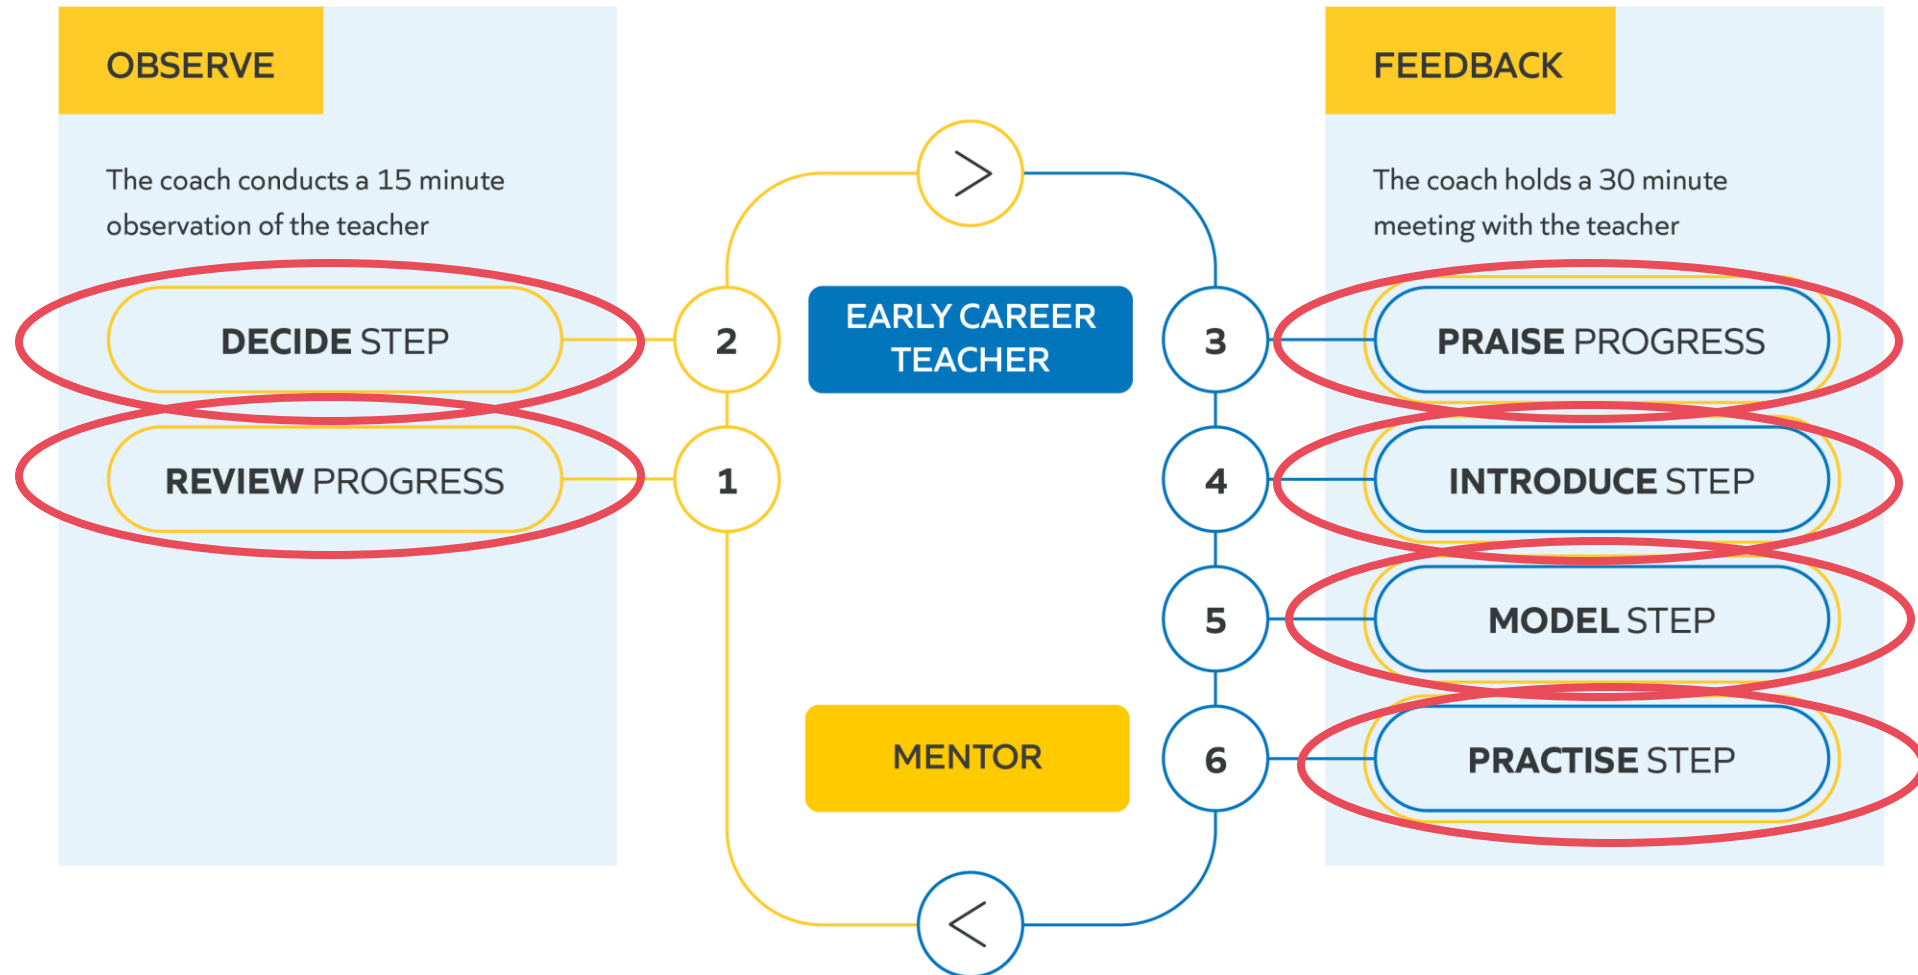 OBSERVE
The coach conducts a 15 minute
observation of the teacher
DECIDE STEP
REVIEW PROGRESS
>
2
1
EARLY CAREER
TEACHER
MENTOR
<
3
4
5
6
FEEDBACK
The coach holds a 30 minute
meeting with the teacher
PRAISE PROGRESS
INTRODUCE STEP
MODEL STEP
PRACTISE STEP